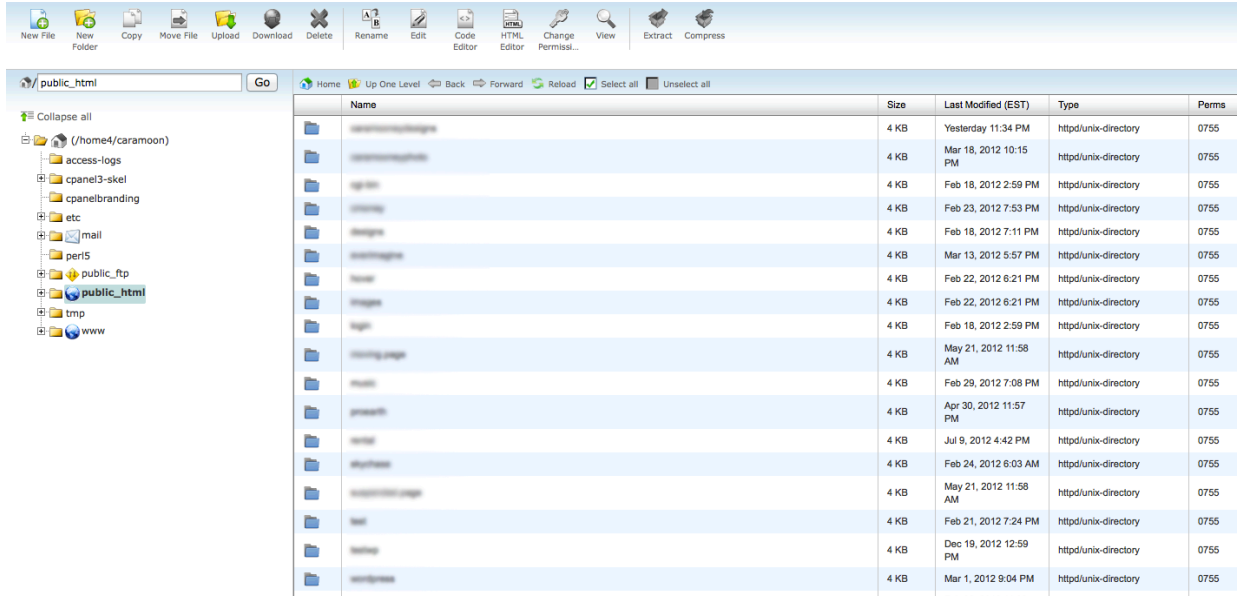 New File New Folder Copy Move File Upload Download Delete Rename Edit Code Editor HTML Editor Change Permissi... View Extract Compress
/ public_html Go
Collapse all
(/home4/caramoon)
access-logs
cpanel3-skel
cpanelbranding
etc
mail
perl5
public_ftp
public_html
tmp
www
Home Up One Level Back Forward Reload Select all Unselect all
Name Size Last Modified (EST) Type Perms
4 KB Yesterday 11:34 PM httpd/unix-directory 0755
4 KB Mar 18, 2012 10:15 PM httpd/unix-directory 0755
4 KB Feb 18, 2012 2:59 PM httpd/unix-directory 0755
4 KB Feb 23, 2012 7:53 PM httpd/unix-directory 0755
4 KB Feb 18, 2012 7:11 PM httpd/unix-directory 0755
4 KB Mar 13, 2012 5:57 PM httpd/unix-directory 0755
4 KB Feb 22, 2012 6:21 PM httpd/unix-directory 0755
4 KB Feb 22, 2012 6:21 PM httpd/unix-directory 0755
4 KB Feb 18, 2012 2:59 PM httpd/unix-directory 0755
4 KB May 21, 2012 11:58 AM httpd/unix-directory 0755
4 KB Feb 29, 2012 7:08 PM httpd/unix-directory 0755
4 KB Apr 30, 2012 11:57 PM httpd/unix-directory 0755
4 KB Jul 9, 2012 4:42 PM httpd/unix-directory 0755
4 KB Feb 24, 2012 6:03 AM httpd/unix-directory 0755
4 KB May 21, 2012 11:58 AM httpd/unix-directory 0755
4 KB Feb 21, 2012 7:24 PM httpd/unix-directory 0755
4 KB Dec 19, 2012 12:59 PM httpd/unix-directory 0755
4 KB Mar 1, 2012 9:04 PM httpd/unix-directory 0755